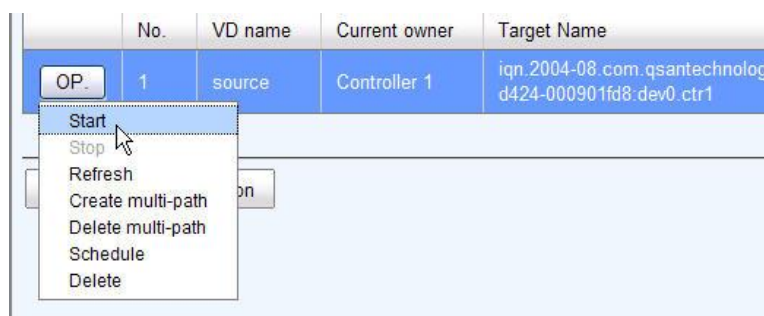 No. VD name Current owner Target Name
OP. 1 source Controller 1 iqn.2004-08.com.qsantechnolog
d424-000901fd8:dev0.ctr1
Start
Stop
Refresh
Create multi-path
Delete multi-path
Schedule
Delete